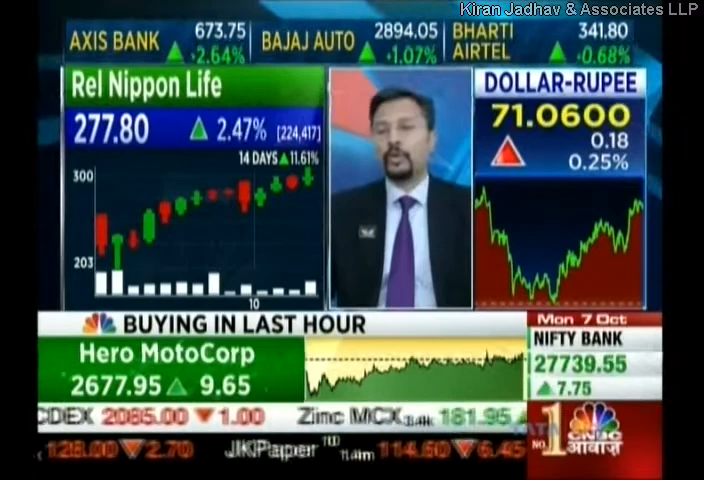 Kiran Jadhav & Associates LLP
AXIS BANK 673.75 ▲ 2.64%
BAJAJ AUTO 2894.05 ▲ 1.07%
BHARTI AIRTEL 341.80 ▲ 0.68%
Rel Nippon Life
277.80 ▲ 2.47% [224,417]
14 DAYS ▲ 11.61%
300
203
10
DOLLAR-RUPEE
71.0600
0.18
0.25%
BUYING IN LAST HOUR
Hero MotoCorp
2677.95 ▲ 9.65
Mon 7 Oct
NIFTY BANK
27739.55
▲ 7.75
CDEX 2085.00 ▼ 1.00 Zinc MCX 181.95 ▲
128.00 ▼ 2.70 JKPaper 114.60 ▼ 6.45
NO. 1 CNBC
आवाज़